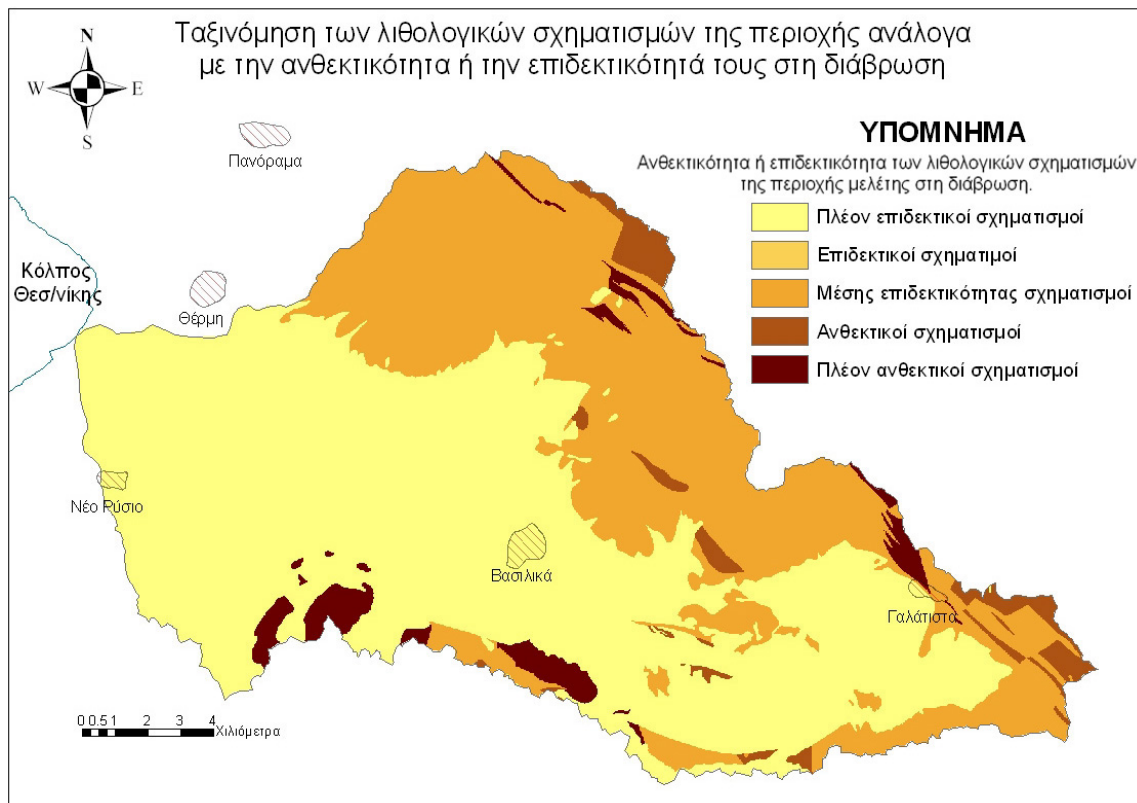 Ταξινόμηση των λιθολογικών σχηματισμών της περιοχής ανάλογα
με την ανθεκτικότητα ή την επιδεκτικότητά τους στη διάβρωση
N
W
E
S
Πανόραμα
ΥΠΟΜΝΗΜΑ
Ανθεκτικότητα ή επιδεκτικότητα των λιθολογικών σχηματισμών
της περιοχής μελέτης στη διάβρωση.
Πλέον επιδεκτικοί σχηματισμοί
Επιδεκτικοί σχηματιμοί
Μέσης επιδεκτικότητας σχηματισμοί
Ανθεκτικοί σχηματισμοί
Πλέον ανθεκτικοί σχηματισμοί
Κόλπος
Θεσ/νίκης
Θέρμη
Νέο Ρύσιο
Βασιλικά
Γαλάτιστα
0 0.5 1 2 3 4
Χιλιόμετρα